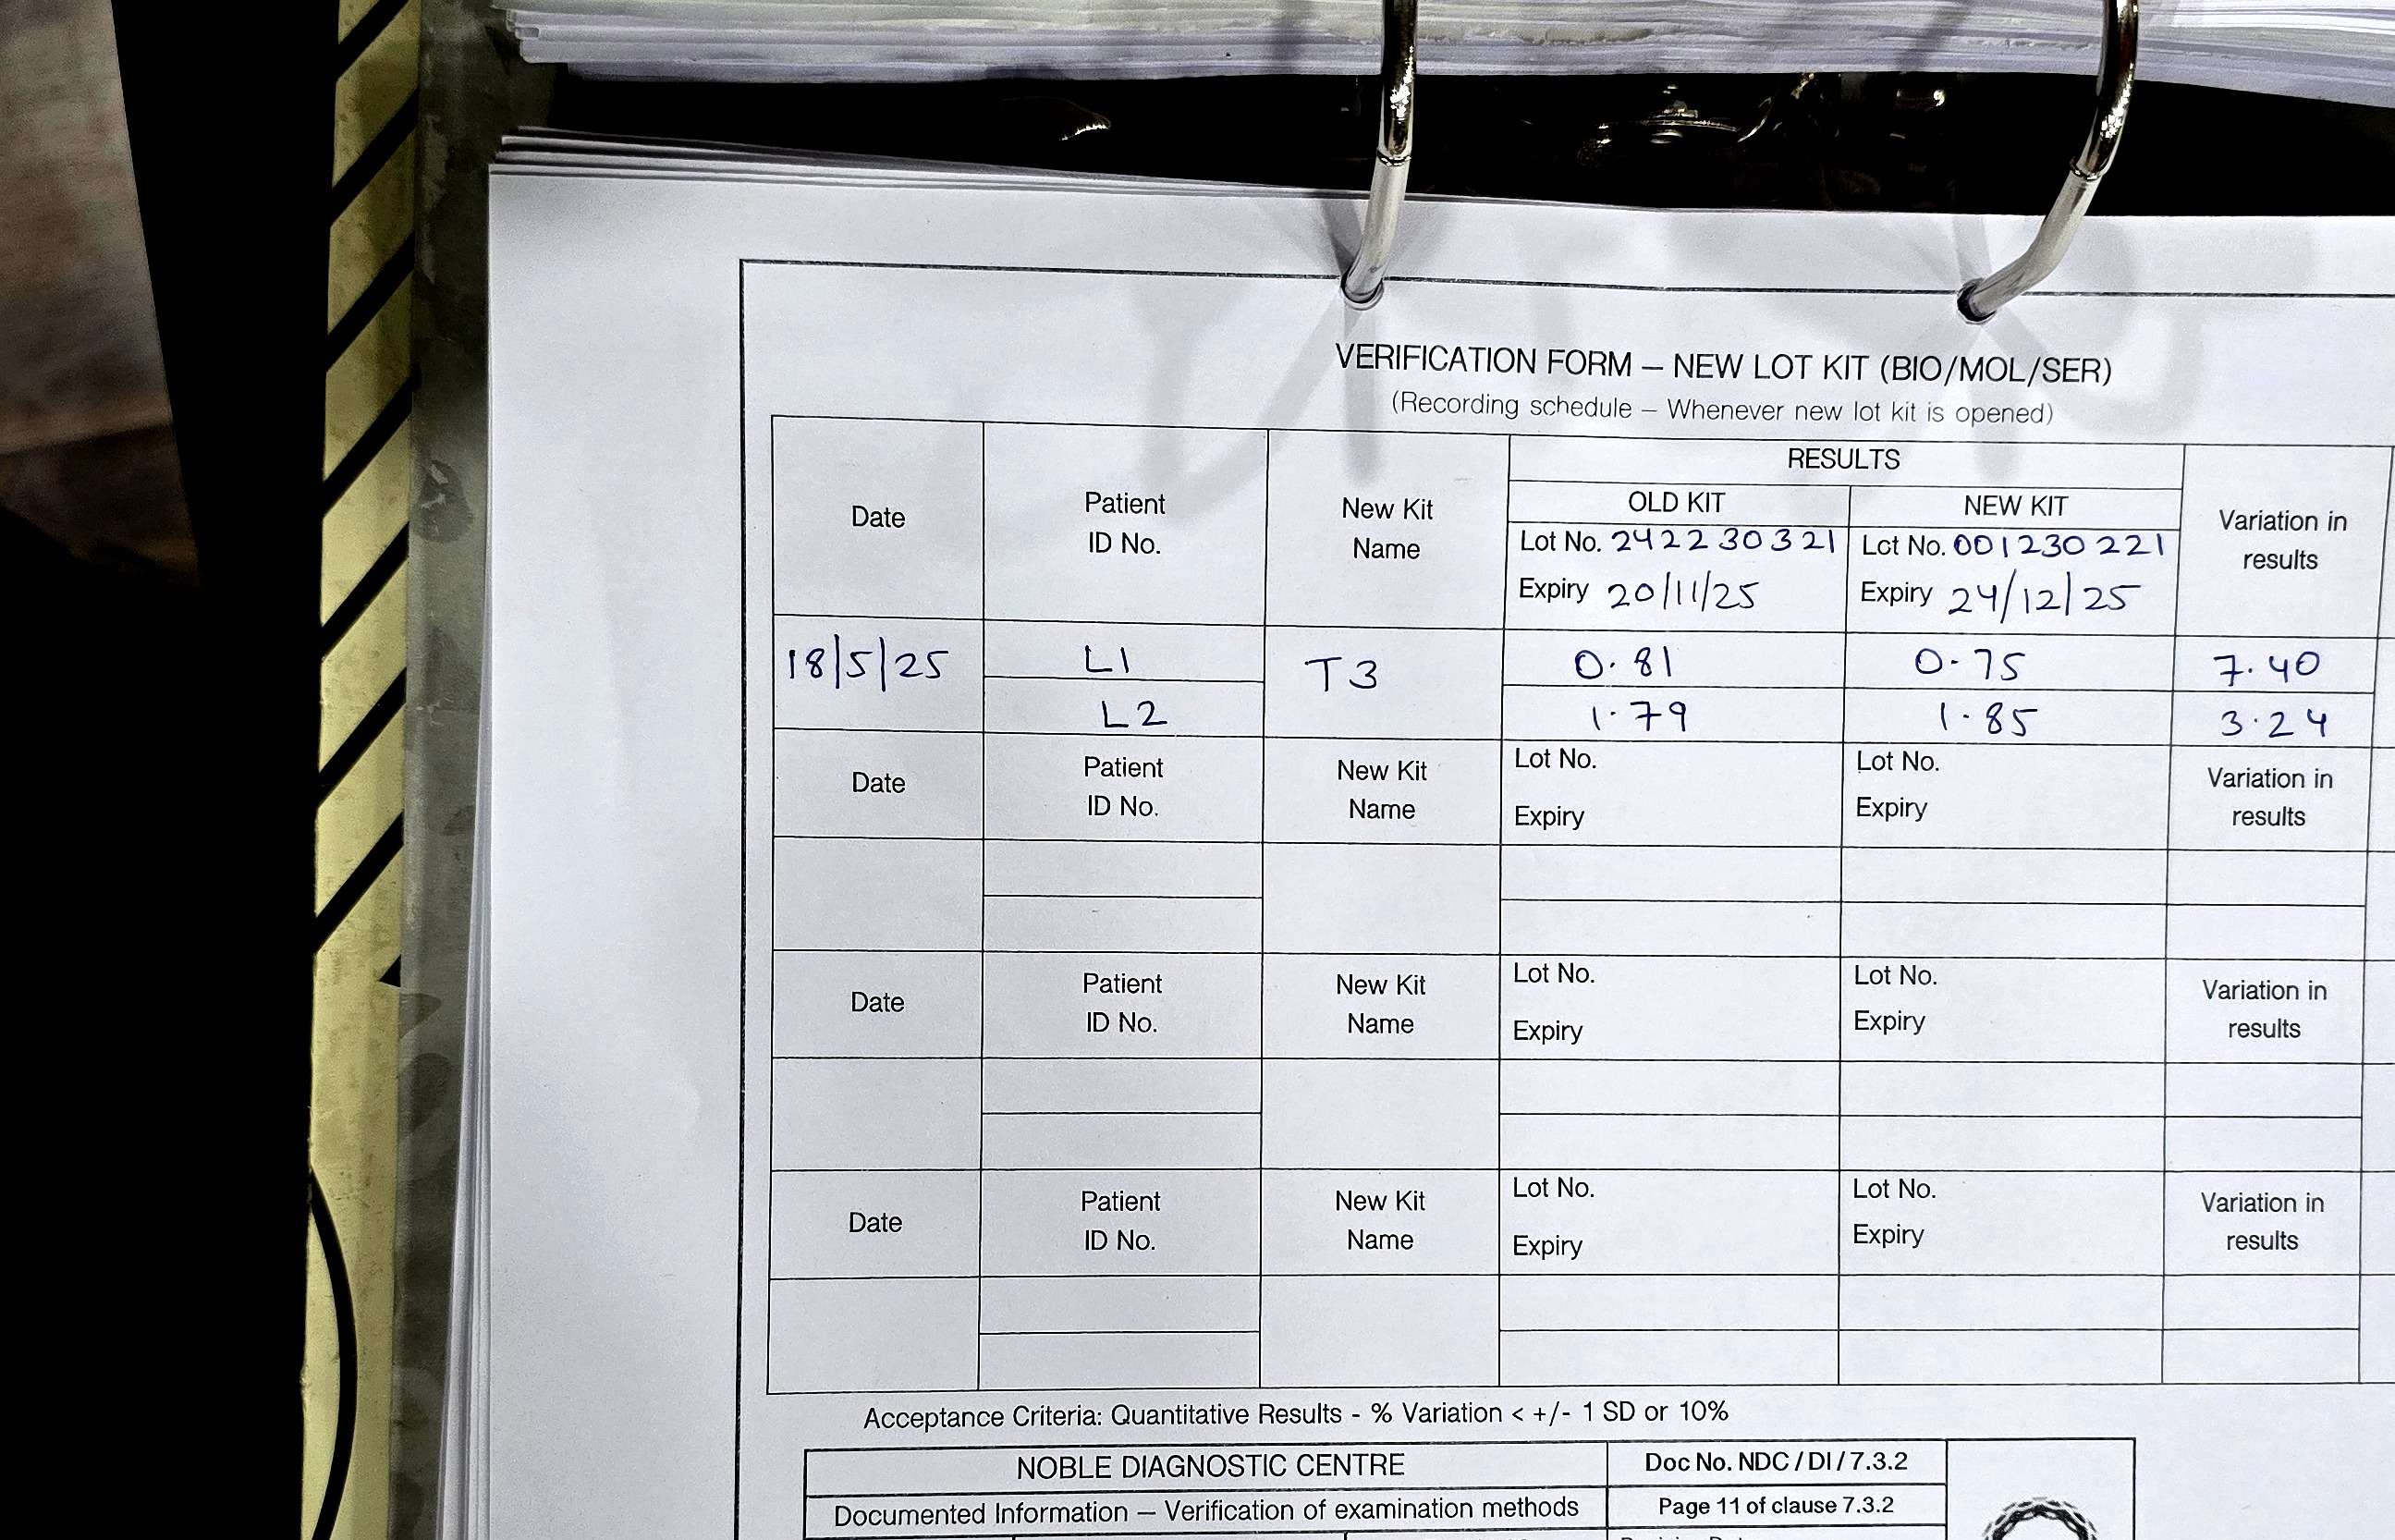 VERIFICATION FORM – NEW LOT KIT (BIO/MOL/SER)
(Recording schedule – Whenever new lot kit is opened)
Date
Patient
ID No.
New Kit
Name
RESULTS
OLD KIT
NEW KIT
Lot No. 242230321
Lot No. 001230221
Expiry 20/11/25
Expiry 24/12/25
Variation in
results
18/5/25
L1
T3
0.81
0.75
7.40
L2
1.79
1.85
3.24
Date
Patient
ID No.
New Kit
Name
Lot No.
Expiry
Lot No.
Expiry
Variation in
results
Date
Patient
ID No.
New Kit
Name
Lot No.
Expiry
Lot No.
Expiry
Variation in
results
Date
Patient
ID No.
New Kit
Name
Lot No.
Expiry
Lot No.
Expiry
Variation in
results
Acceptance Criteria: Quantitative Results - % Variation < +/- 1 SD or 10%
NOBLE DIAGNOSTIC CENTRE
Doc No. NDC / DI / 7.3.2
Documented Information – Verification of examination methods
Page 11 of clause 7.3.2